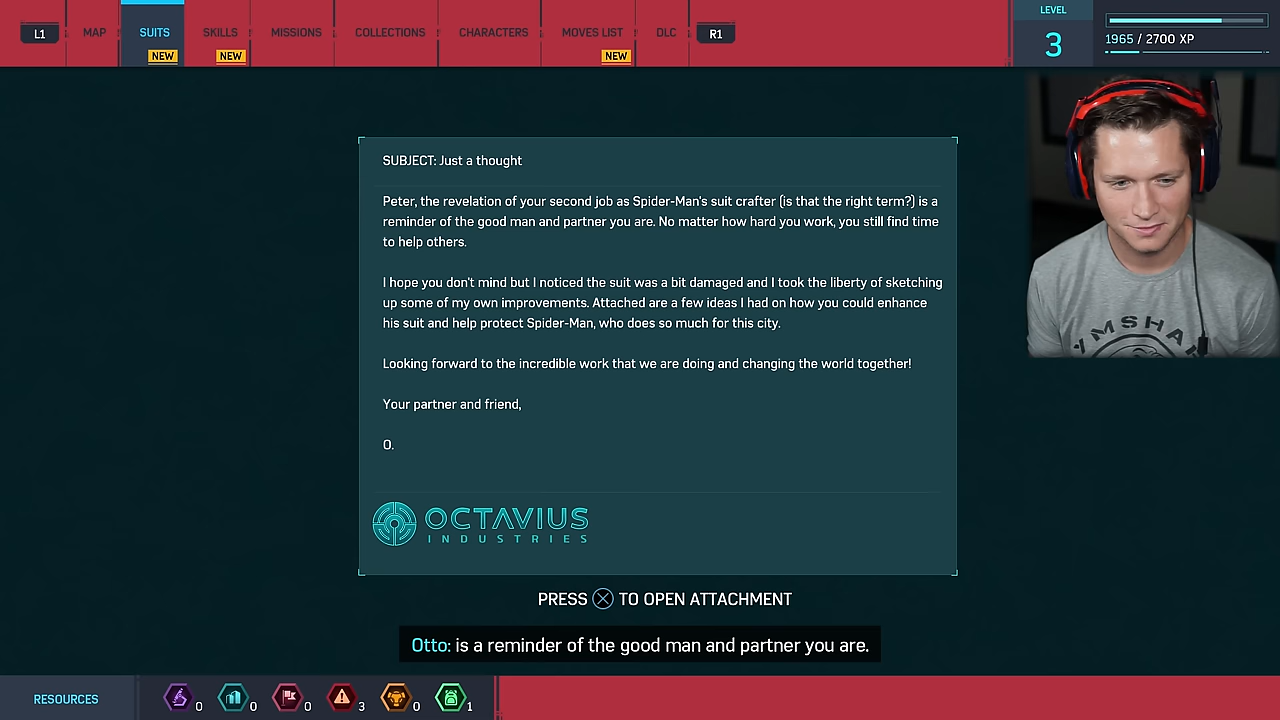 L1 MAP SUITS SKILLS MISSIONS COLLECTIONS CHARACTERS MOVES LIST DLC R1
NEW NEW NEW
LEVEL
3
1965 / 2700 XP
SUBJECT: Just a thought
Peter, the revelation of your second job as Spider-Man's suit crafter (is that the right term?) is a
reminder of the good man and partner you are. No matter how hard you work, you still find time
to help others.
I hope you don't mind but I noticed the suit was a bit damaged and I took the liberty of sketching
up some of my own improvements. Attached are a few ideas I had on how you could enhance
his suit and help protect Spider-Man, who does so much for this city.
Looking forward to the incredible work that we are doing and changing the world together!
Your partner and friend,
O.
OCTAVIUS
INDUSTRIES
PRESS TO OPEN ATTACHMENT
Otto: is a reminder of the good man and partner you are.
RESOURCES 0 0 0 3 0 1